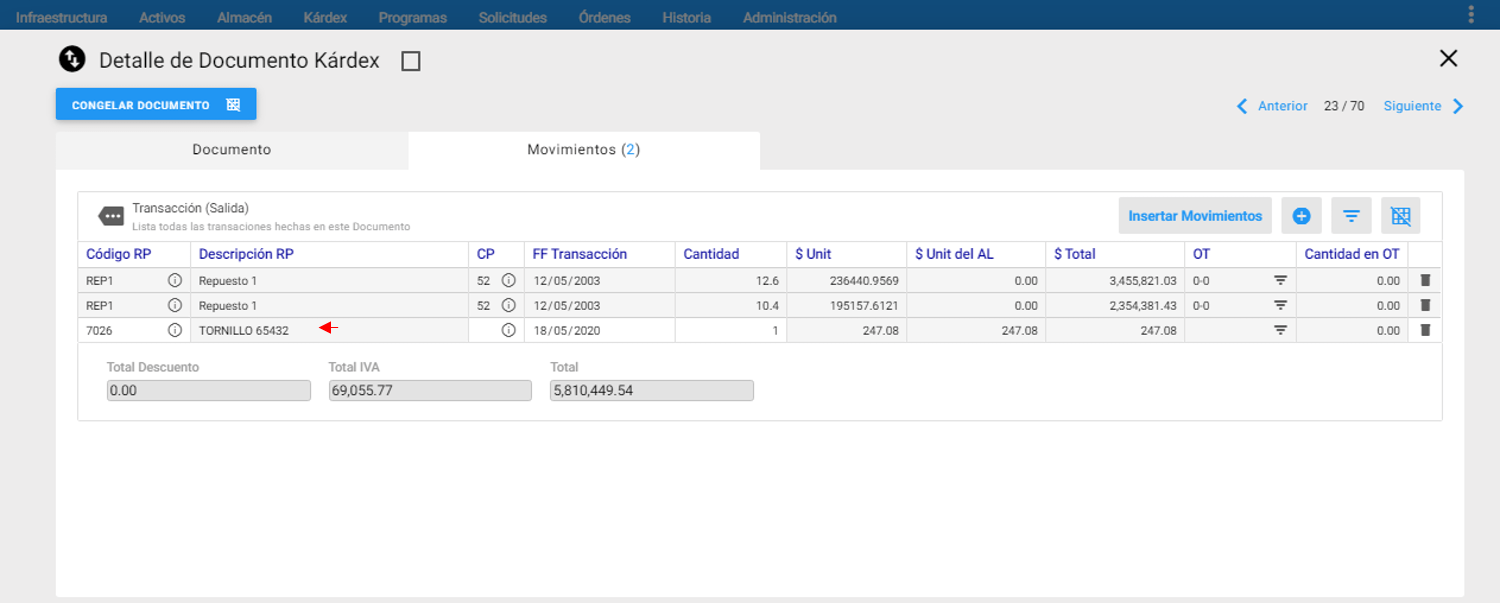 Infraestructura Activos Almacén Kárdex Programas Solicitudes Órdenes Historia Administración
Detalle de Documento Kárdex
CONGELAR DOCUMENTO
Anterior 23 / 70 Siguiente
Documento Movimientos (2)
Transacción (Salida)
Lista todas las transaciones hechas en este Documento
Insertar Movimientos
Código RP Descripción RP CP FF Transacción Cantidad $ Unit $ Unit del AL $ Total OT Cantidad en OT
REP1 Repuesto 1 52 12/05/2003 12.6 236440.9569 0.00 3,455,821.03 0-0 0.00
REP1 Repuesto 1 52 12/05/2003 10.4 195157.6121 0.00 2,354,381.43 0-0 0.00
7026 TORNILLO 65432 18/05/2020 1 247.08 247.08 247.08 0.00
Total Descuento Total IVA Total
0.00 69,055.77 5,810,449.54